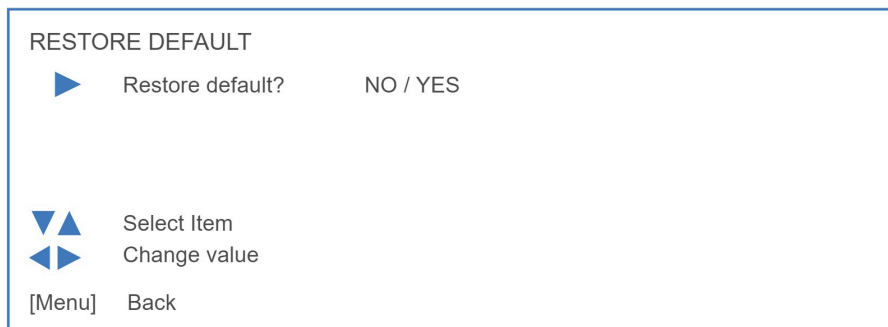 RESTORE DEFAULT
Restore default? NO / YES
Select Item
Change value
[Menu] Back